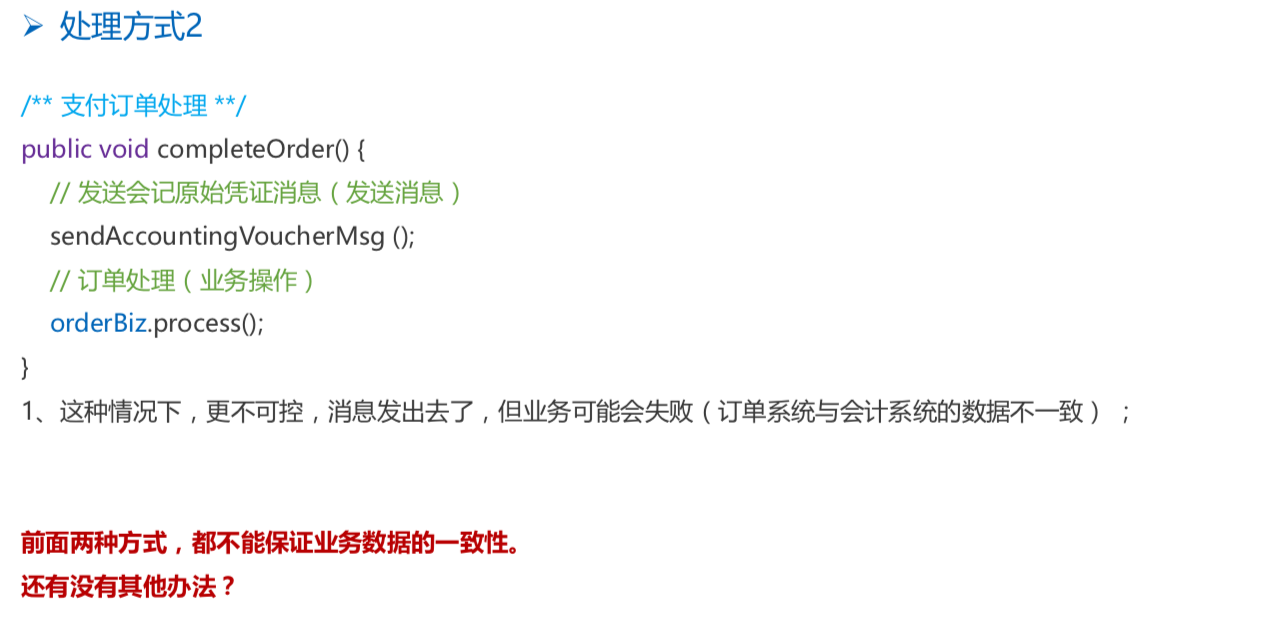 ➢ 处理方式2
/** 支付订单处理 **/
public void completeOrder() {
// 发送会记原始凭证消息（发送消息）
sendAccountingVoucherMsg ();
// 订单处理（业务操作）
orderBiz.process();
}
1、这种情况下，更不可控，消息发出去了，但业务可能会失败（订单系统与会计系统的数据不一致）；
前面两种方式，都不能保证业务数据的一致性。
还有没有其他办法？